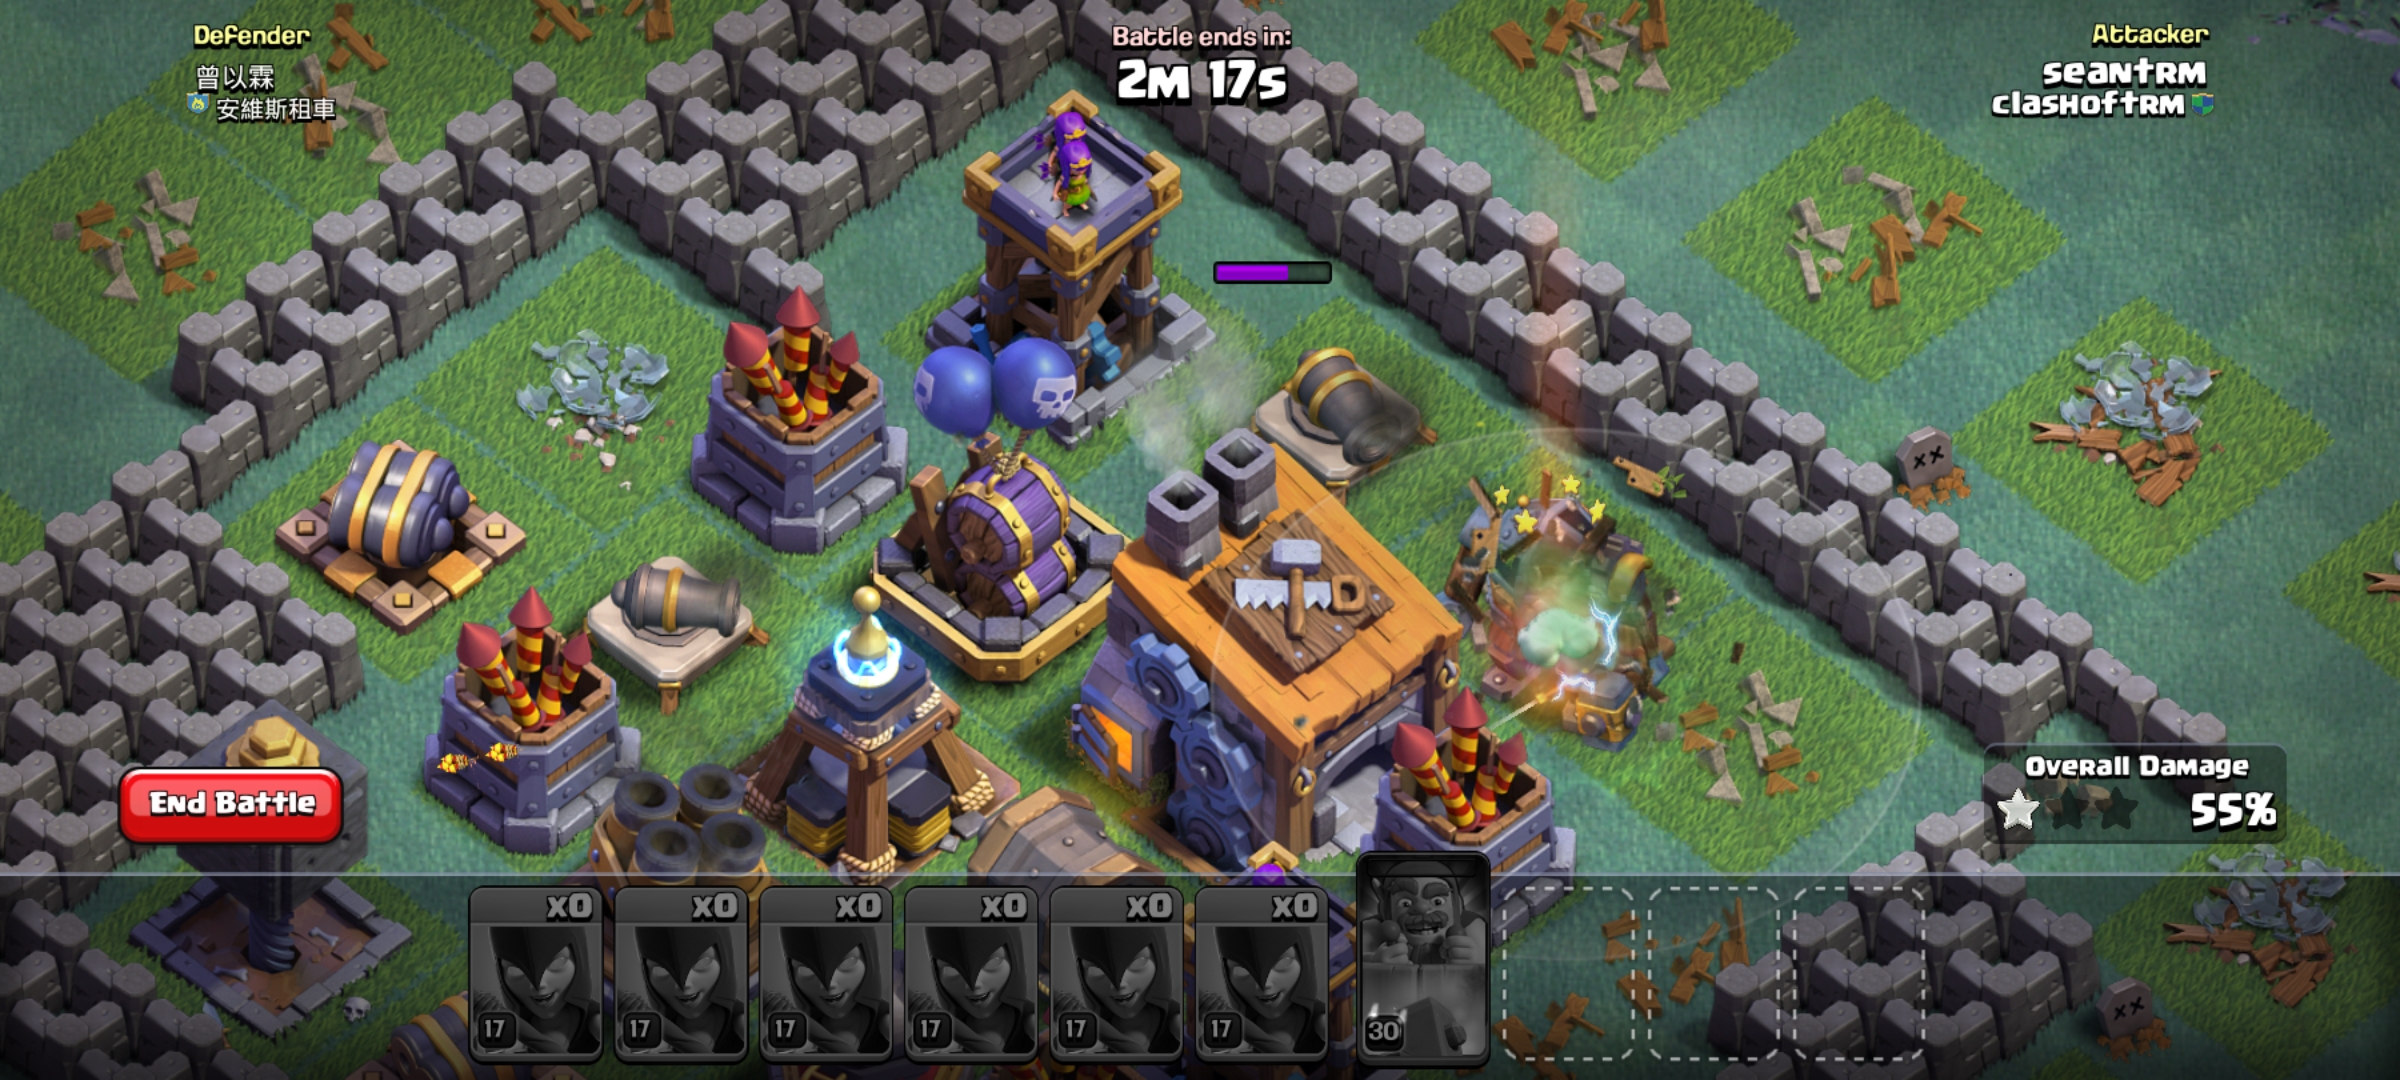 Defender
曾以霖
安維斯租車
Battle ends in:
2M 17s
Attacker
seantRM
clashoftRM
End Battle
Overall Damage
55%
x0
x0
x0
x0
x0
x0
17
17
17
17
17
17
30